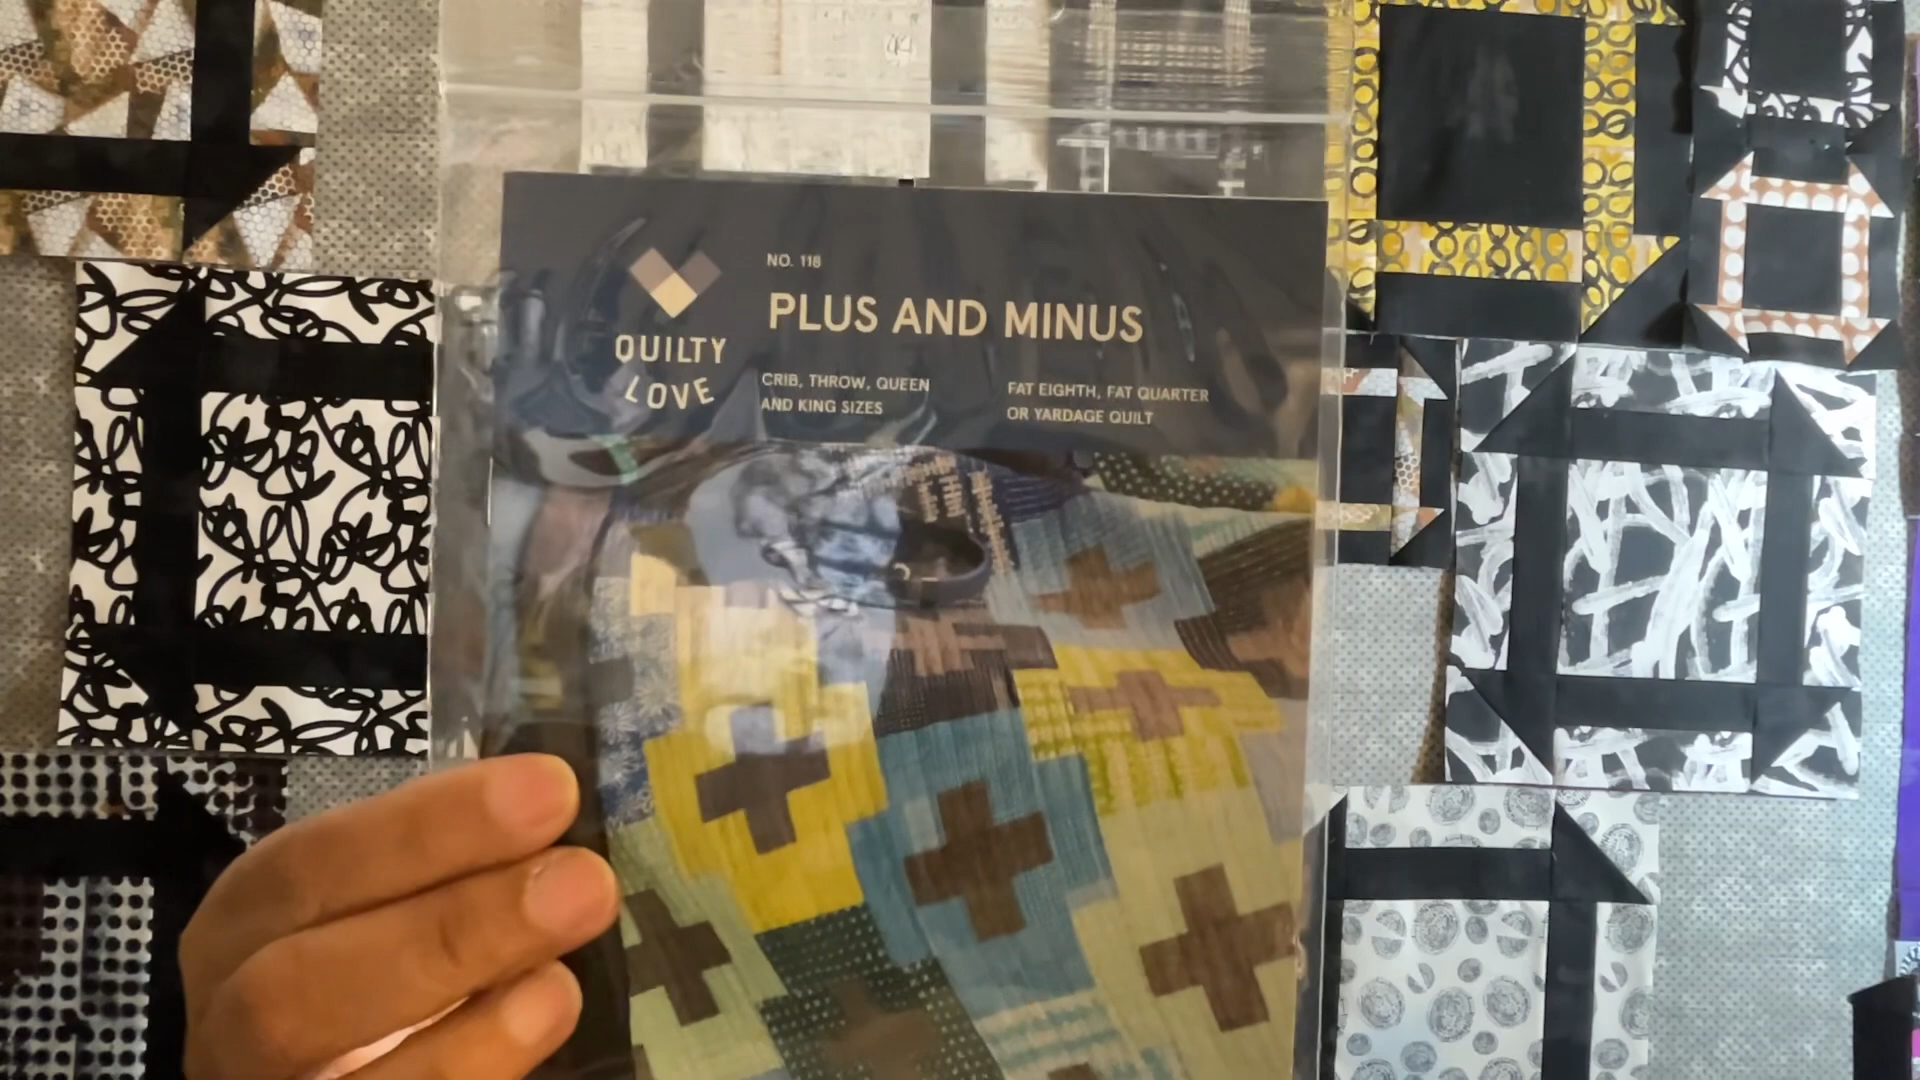 NO. 118
PLUS AND MINUS
QUILTY
LOVE
CRIB, THROW, QUEEN
AND KING SIZES
FAT EIGHTH, FAT QUARTER
OR YARDAGE QUILT